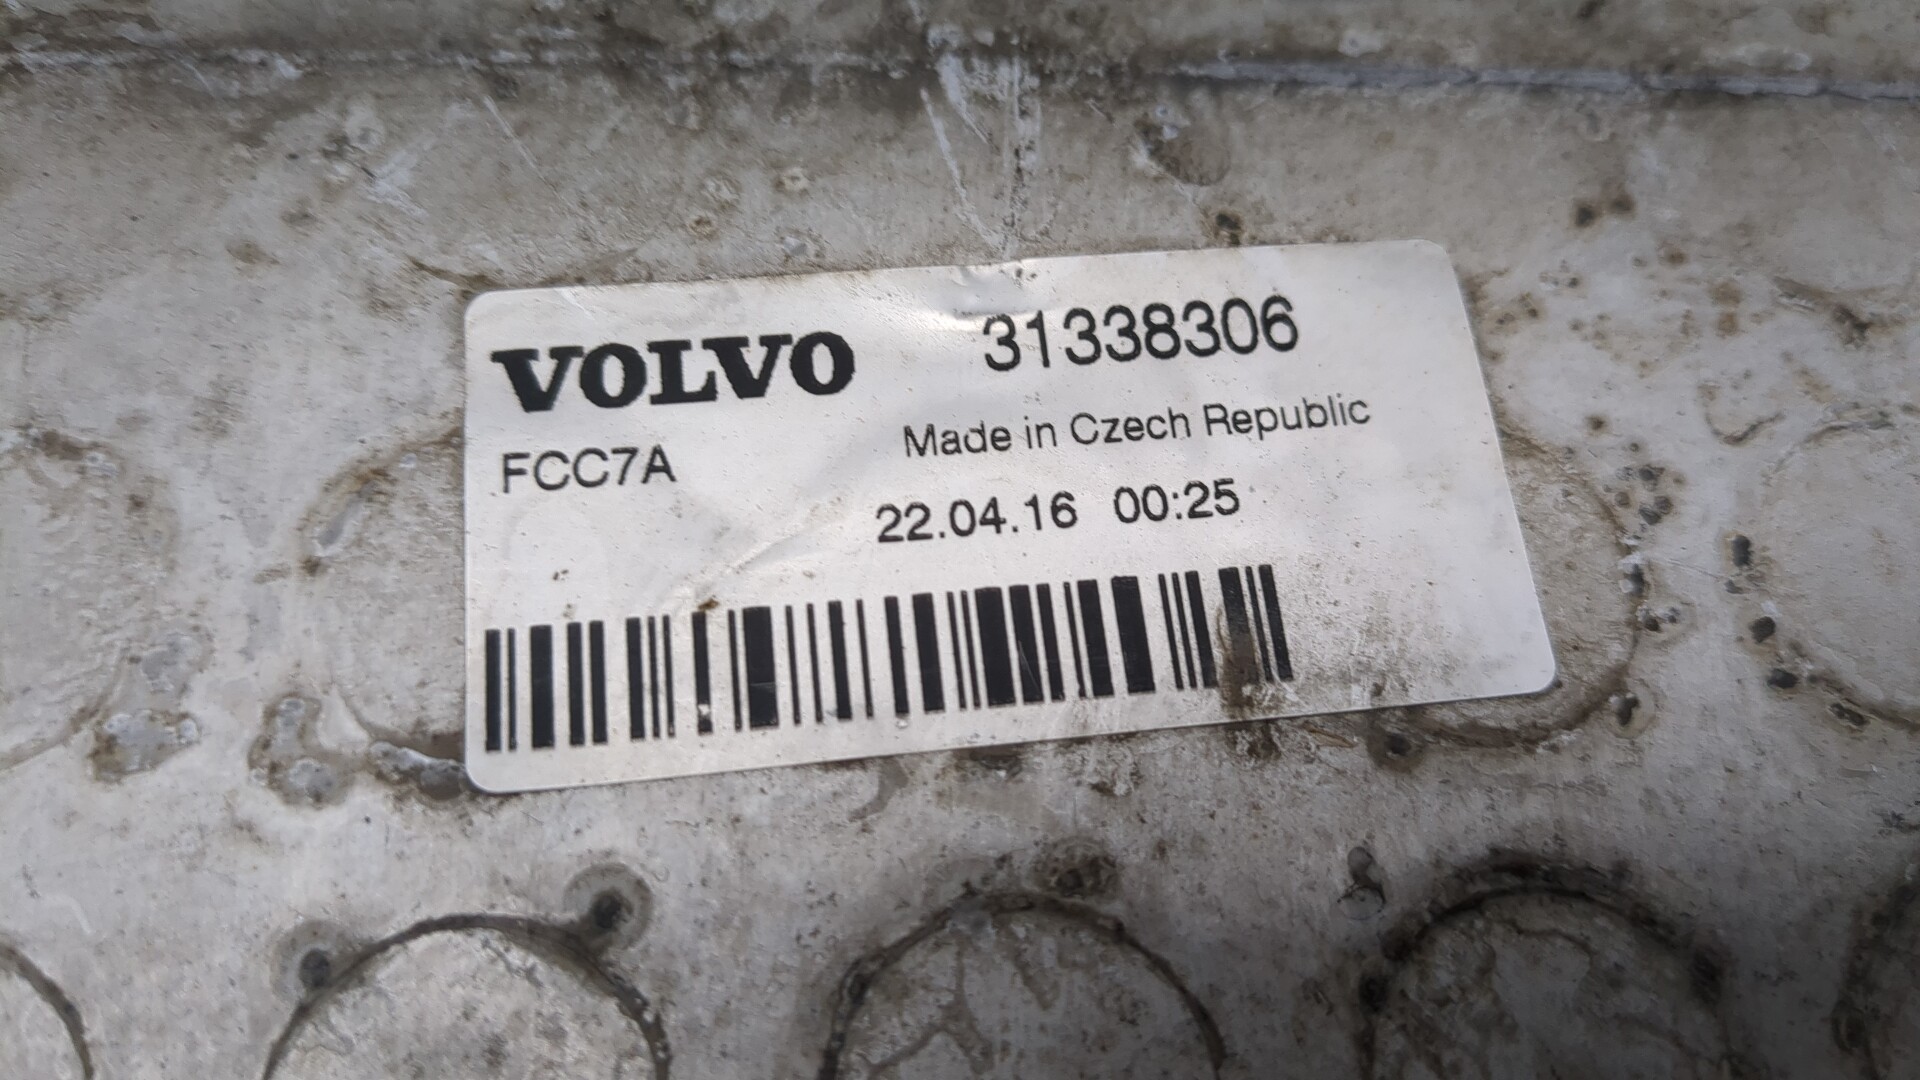 VOLVO 31338306
FCC7A Made in Czech Republic
22.04.16 00:25